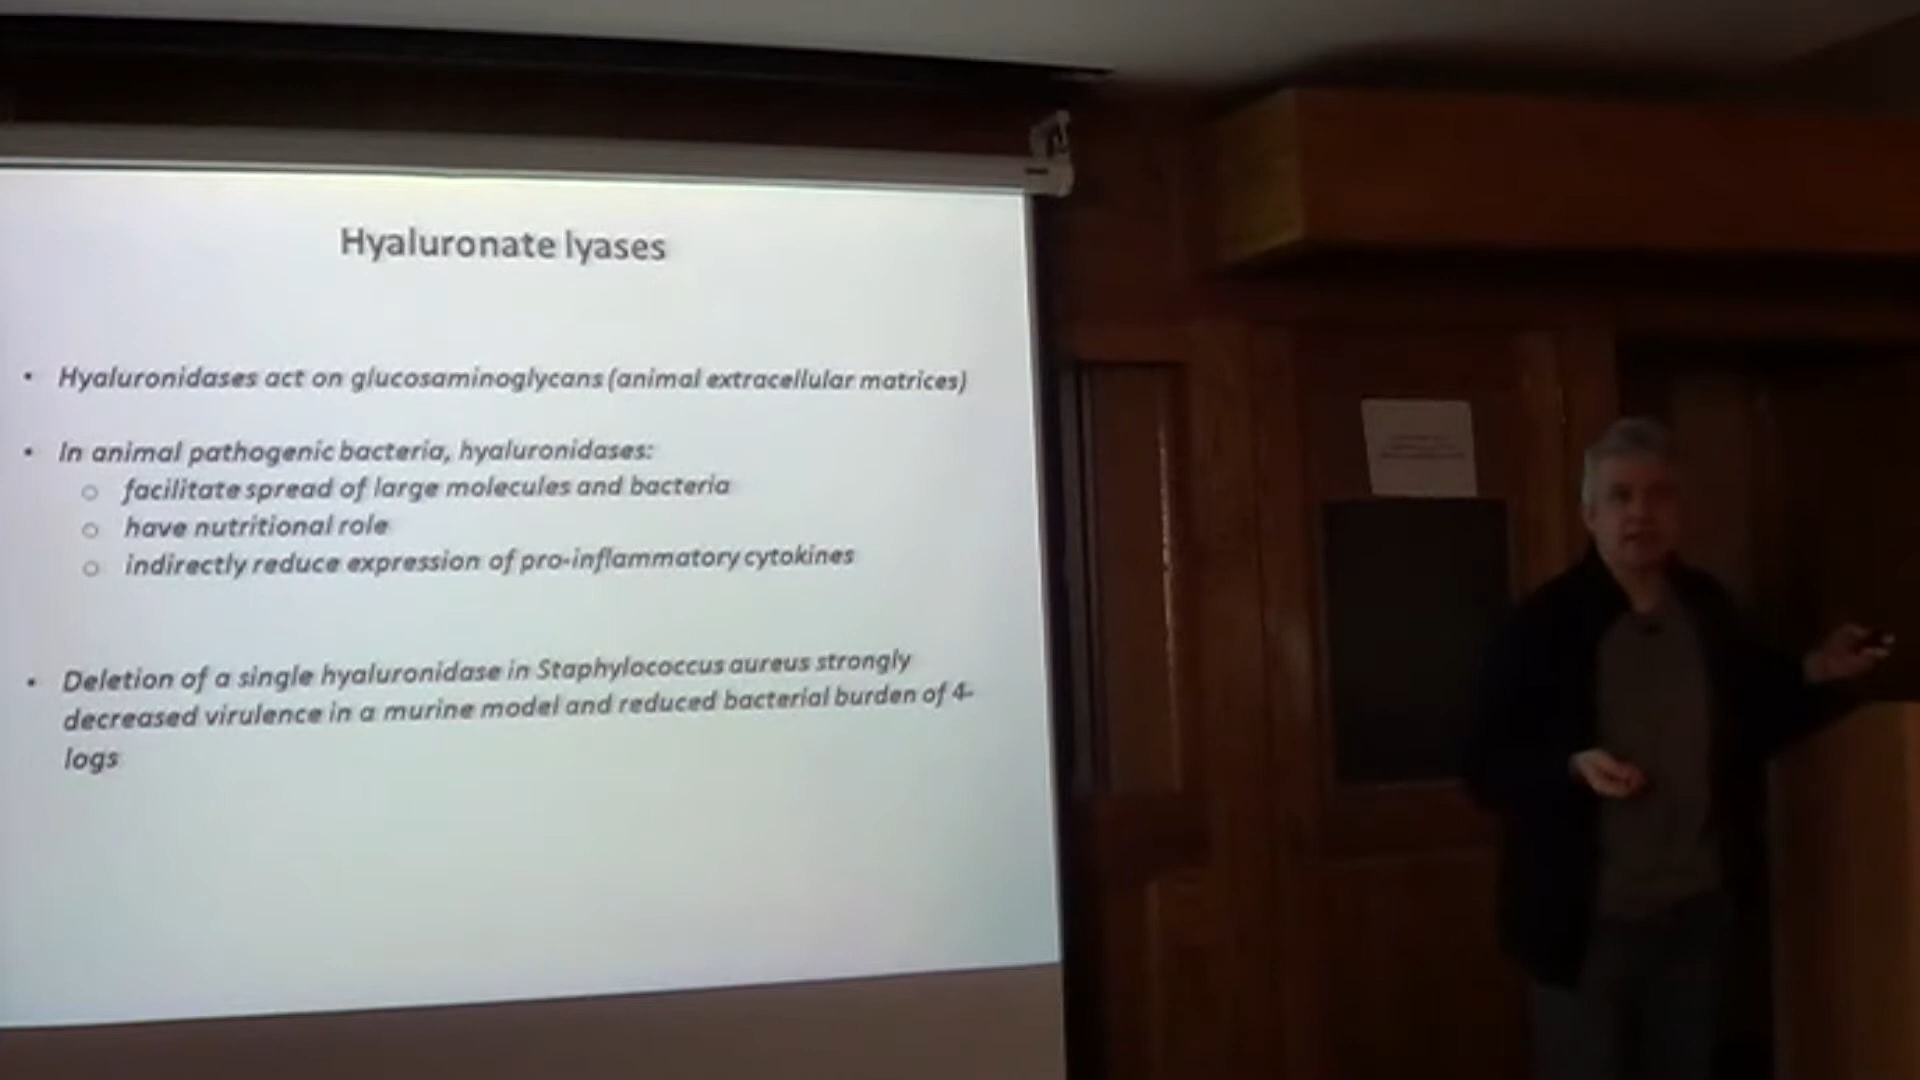 Hyaluronate lyases
• Hyaluronidases act on glucosaminoglycans (animal extracellular matrices)
• In animal pathogenic bacteria, hyaluronidases:
o facilitate spread of large molecules and bacteria
o have nutritional role
o indirectly reduce expression of pro-inflammatory cytokines
• Deletion of a single hyaluronidase in Staphylococcus aureus strongly
decreased virulence in a murine model and reduced bacterial burden of 4-
logs